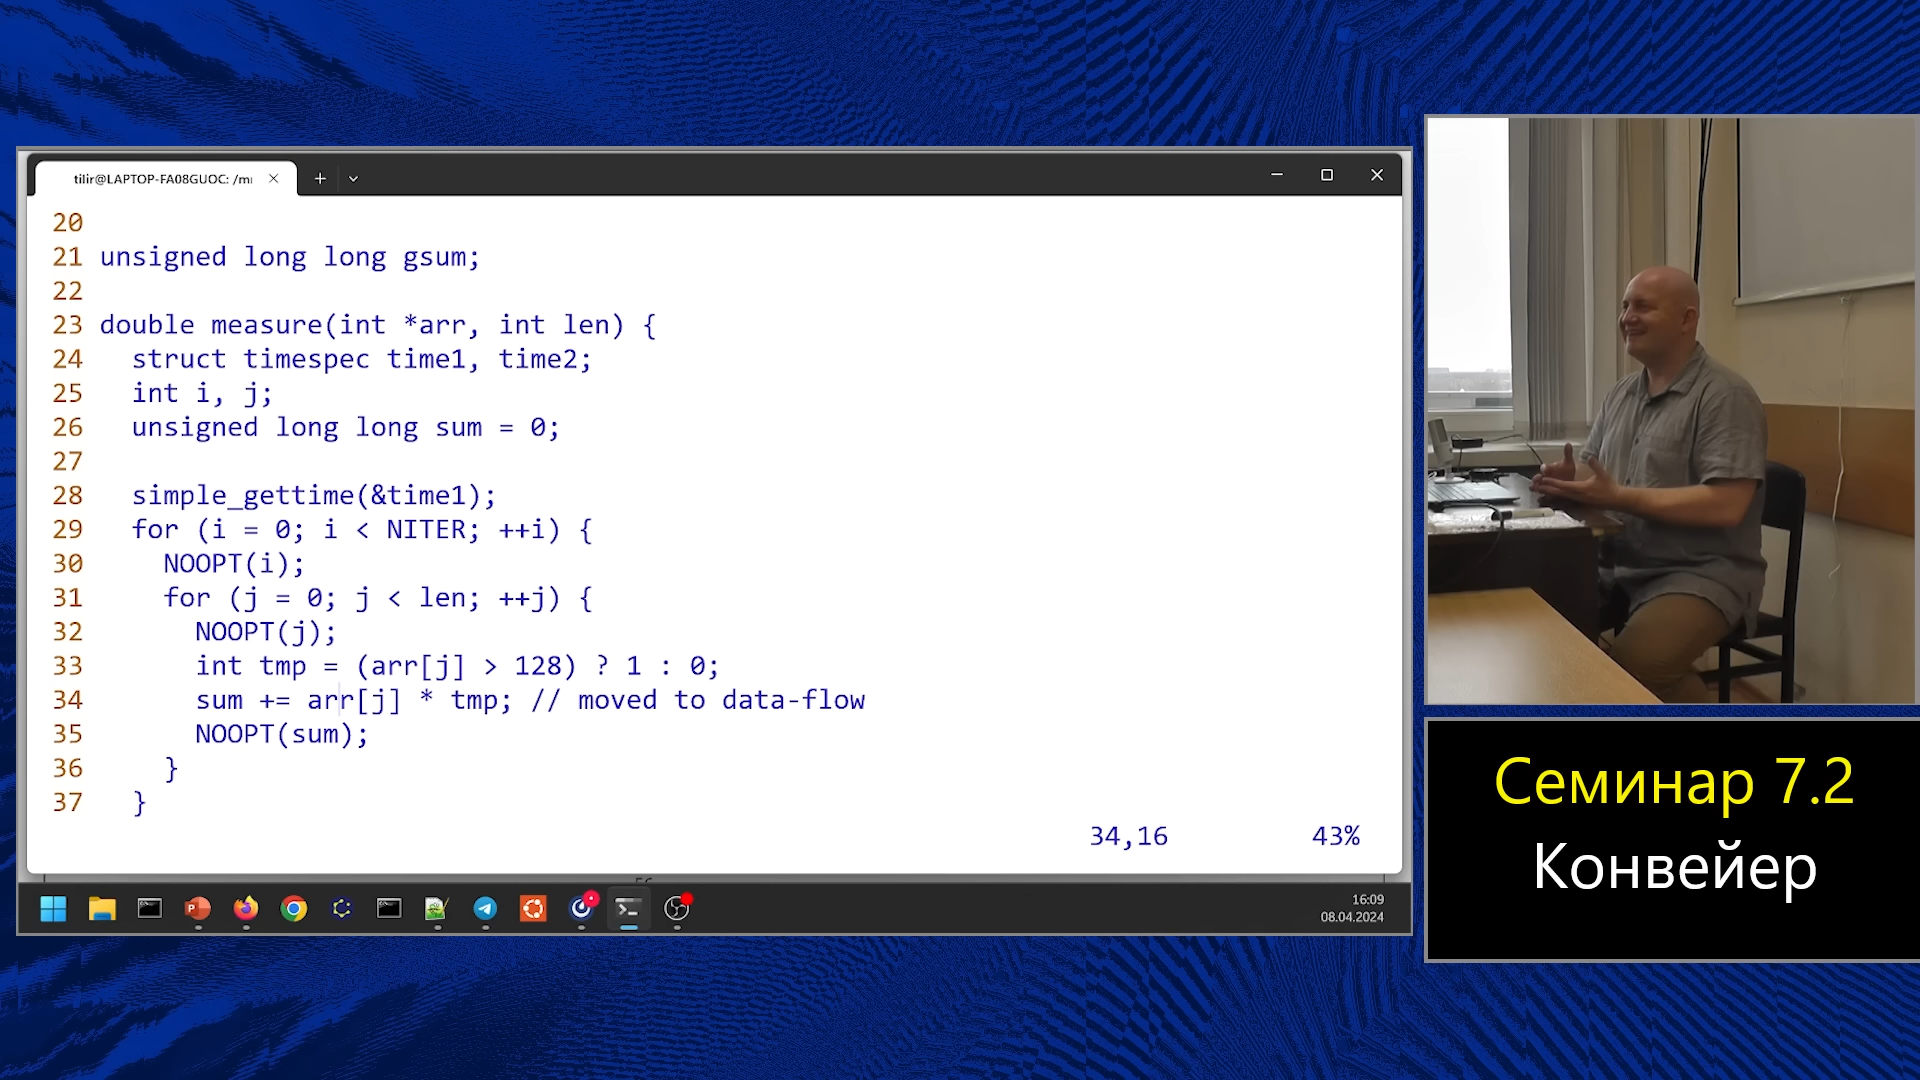 tilir@LAPTOP-FA08GUOC: /m
20
21 unsigned long long gsum;
22
23 double measure(int *arr, int len) {
24   struct timespec time1, time2;
25   int i, j;
26   unsigned long long sum = 0;
27
28   simple_gettime(&time1);
29   for (i = 0; i < NITER; ++i) {
30     NOOPT(i);
31     for (j = 0; j < len; ++j) {
32       NOOPT(j);
33       int tmp = (arr[j] > 128) ? 1 : 0;
34       sum += arr[j] * tmp; // moved to data-flow
35       NOOPT(sum);
36     }
37   }
34,16 43%
16:09
08.04.2024
Семинар 7.2
Конвейер